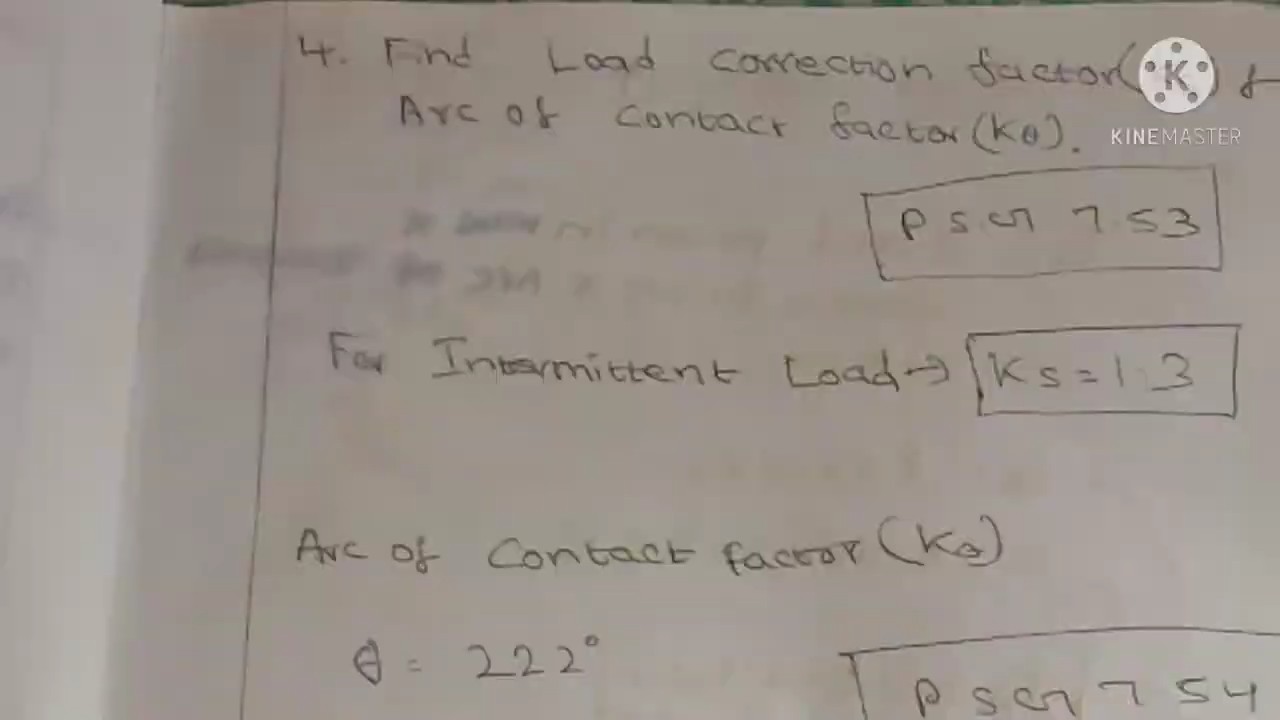 4. Find Load correction factor( ) &
Arc of contact factor (Kθ).
KINEMASTER
PSG 7.53
For Intermittent Load → Ks = 1.3
Arc of Contact factor (Kθ)
θ = 222°
PSG 7 54